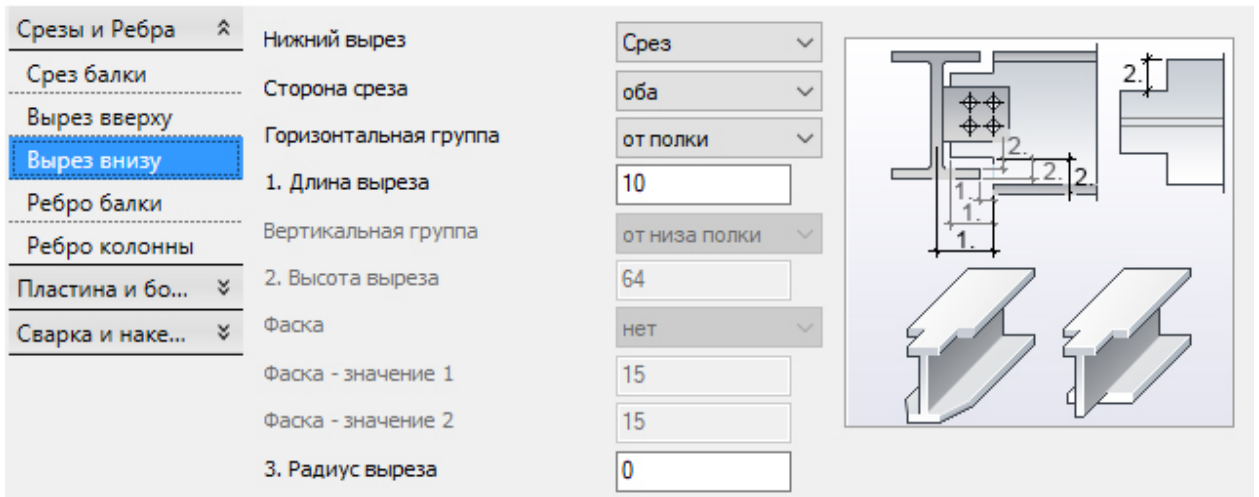 Срезы и Ребра
Срез балки
Вырез вверху
Вырез внизу
Ребро балки
Ребро колонны
Пластина и бо...
Сварка и наке...
Нижний вырез Срез
Сторона среза оба
Горизонтальная группа от полки
1. Длина выреза 10
Вертикальная группа от низа полки
2. Высота выреза 64
Фаска нет
Фаска - значение 1 15
Фаска - значение 2 15
3. Радиус выреза 0
2.
2.
2.
2.
1.
1.
1.